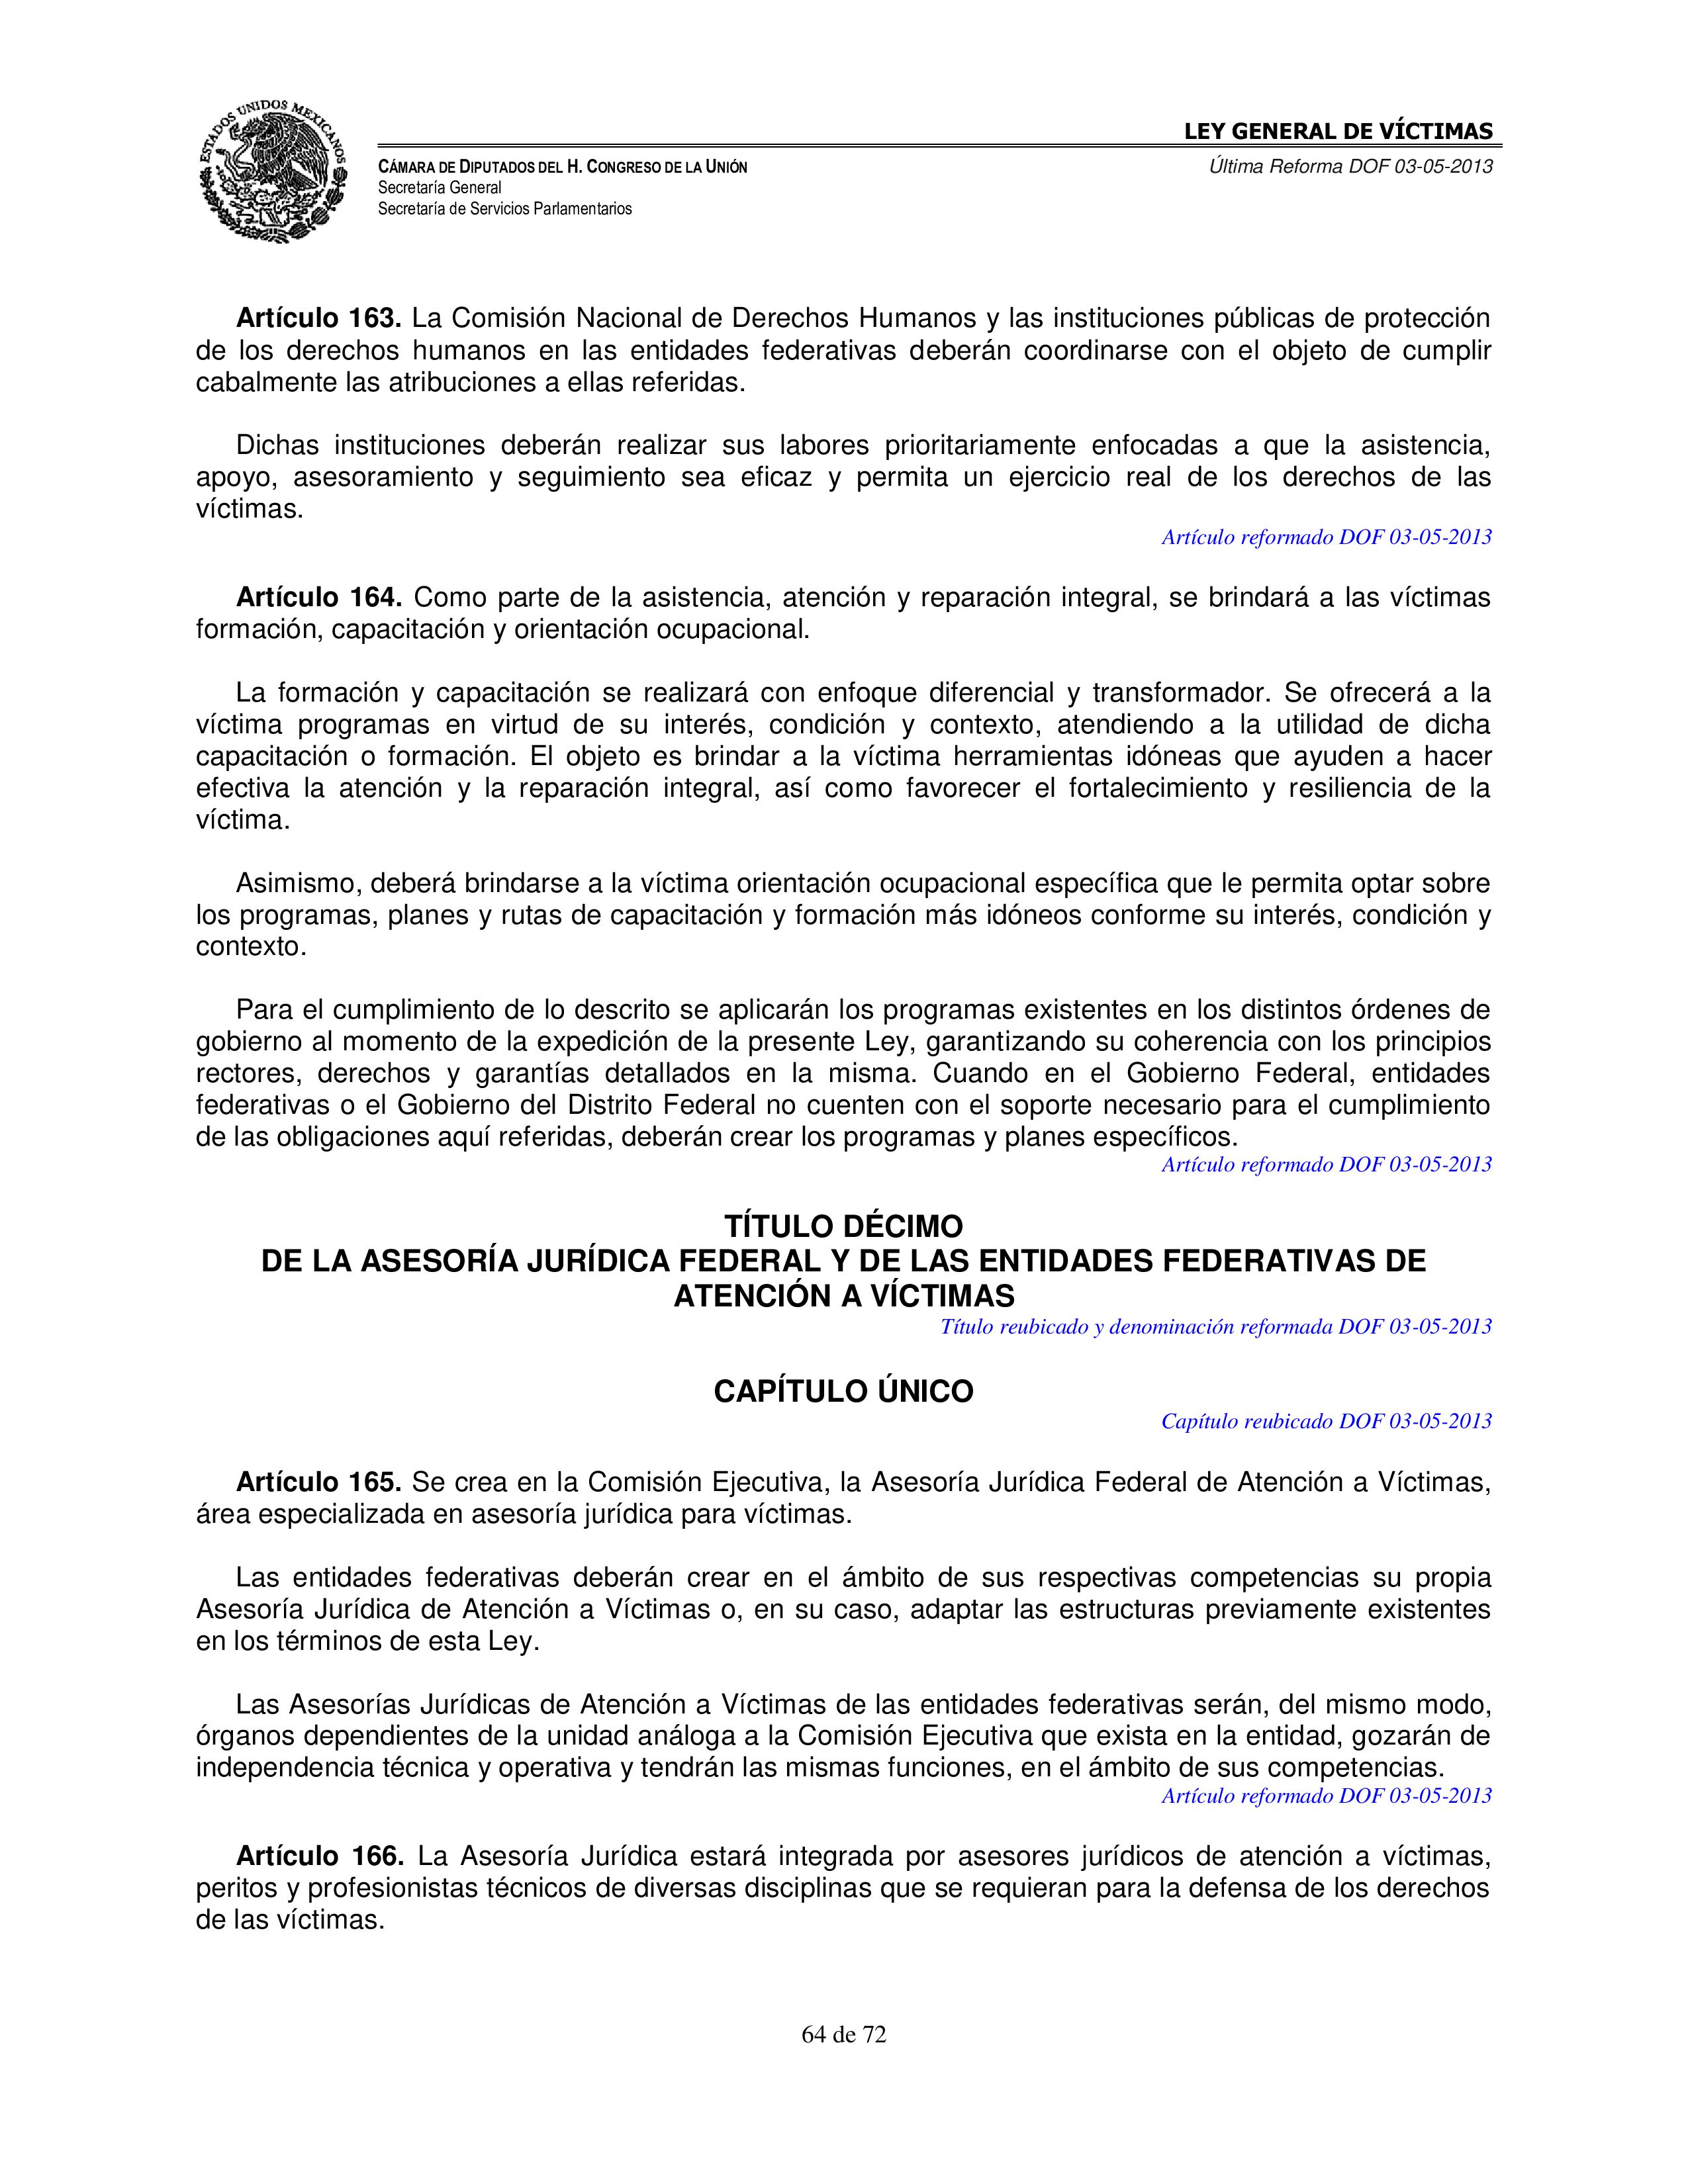 ESTADOS UNIDOS MEXICANOS
LEY GENERAL DE VÍCTIMAS
CÁMARA DE DIPUTADOS DEL H. CONGRESO DE LA UNIÓN
Última Reforma DOF 03-05-2013
Secretaría General
Secretaría de Servicios Parlamentarios
Artículo 163. La Comisión Nacional de Derechos Humanos y las instituciones públicas de protección
de los derechos humanos en las entidades federativas deberán coordinarse con el objeto de cumplir
cabalmente las atribuciones a ellas referidas.
Dichas instituciones deberán realizar sus labores prioritariamente enfocadas a que la asistencia,
apoyo, asesoramiento y seguimiento sea eficaz y permita un ejercicio real de los derechos de las
víctimas.
Artículo reformado DOF 03-05-2013
Artículo 164. Como parte de la asistencia, atención y reparación integral, se brindará a las víctimas
formación, capacitación y orientación ocupacional.
La formación y capacitación se realizará con enfoque diferencial y transformador. Se ofrecerá a la
víctima programas en virtud de su interés, condición y contexto, atendiendo a la utilidad de dicha
capacitación o formación. El objeto es brindar a la víctima herramientas idóneas que ayuden a hacer
efectiva la atención y la reparación integral, así como favorecer el fortalecimiento y resiliencia de la
víctima.
Asimismo, deberá brindarse a la víctima orientación ocupacional específica que le permita optar sobre
los programas, planes y rutas de capacitación y formación más idóneos conforme su interés, condición y
contexto.
Para el cumplimiento de lo descrito se aplicarán los programas existentes en los distintos órdenes de
gobierno al momento de la expedición de la presente Ley, garantizando su coherencia con los principios
rectores, derechos y garantías detallados en la misma. Cuando en el Gobierno Federal, entidades
federativas o el Gobierno del Distrito Federal no cuenten con el soporte necesario para el cumplimiento
de las obligaciones aquí referidas, deberán crear los programas y planes específicos.
Artículo reformado DOF 03-05-2013
TÍTULO DÉCIMO
DE LA ASESORÍA JURÍDICA FEDERAL Y DE LAS ENTIDADES FEDERATIVAS DE
ATENCIÓN A VÍCTIMAS
Título reubicado y denominación reformada DOF 03-05-2013
CAPÍTULO ÚNICO
Capítulo reubicado DOF 03-05-2013
Artículo 165. Se crea en la Comisión Ejecutiva, la Asesoría Jurídica Federal de Atención a Víctimas,
área especializada en asesoría jurídica para víctimas.
Las entidades federativas deberán crear en el ámbito de sus respectivas competencias su propia
Asesoría Jurídica de Atención a Víctimas o, en su caso, adaptar las estructuras previamente existentes
en los términos de esta Ley.
Las Asesorías Jurídicas de Atención a Víctimas de las entidades federativas serán, del mismo modo,
órganos dependientes de la unidad análoga a la Comisión Ejecutiva que exista en la entidad, gozarán de
independencia técnica y operativa y tendrán las mismas funciones, en el ámbito de sus competencias.
Artículo reformado DOF 03-05-2013
Artículo 166. La Asesoría Jurídica estará integrada por asesores jurídicos de atención a víctimas,
peritos y profesionistas técnicos de diversas disciplinas que se requieran para la defensa de los derechos
de las víctimas.
64 de 72